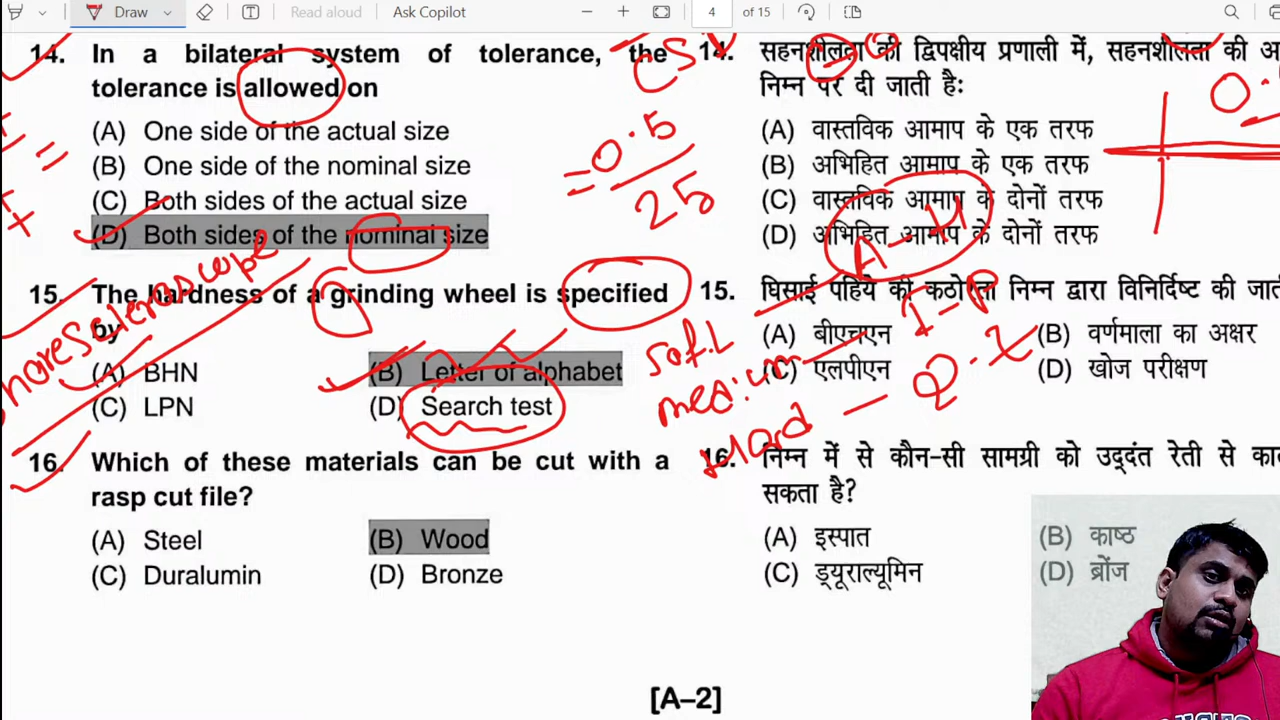 Draw
Read aloud
Ask Copilot
4 of 15
14. In a bilateral system of tolerance, the
tolerance is allowed on
(A) One side of the actual size
(B) One side of the nominal size
(C) Both sides of the actual size
(D) Both sides of the nominal size
15. The hardness of a grinding wheel is specified
by
(A) BHN
(B) Letter of alphabet
(C) LPN
(D) Search test
16. Which of these materials can be cut with a
rasp cut file?
(A) Steel
(B) Wood
(C) Duralumin
(D) Bronze
CSV
= 0.5
25
horescleroscope
14. सहनशीलता की द्विपक्षीय प्रणाली में, सहनशीलता की
निम्न पर दी जाती है:
(A) वास्तविक आमाप के एक तरफ
(B) अभिहित आमाप के एक तरफ
(C) वास्तविक आमाप के दोनों तरफ
(D) अभिहित आमाप के दोनों तरफ
15. घिसाई पहिये की कठोरता निम्न द्वारा विनिर्दिष्ट की
(A) बीएचएन
(B) वर्णमाला का अक्षर
(C) एलपीएन
(D) खोज परीक्षण
16. निम्न में से कौन-सी सामग्री को उद्दंत रेती से
सकता है?
(A) इस्पात
(B) काष्ठ
(C) ड्यूराल्यूमिन
(D) ब्रोंज
soft — A-H
medium — I-P
Hard — Q-Z
[A–2]